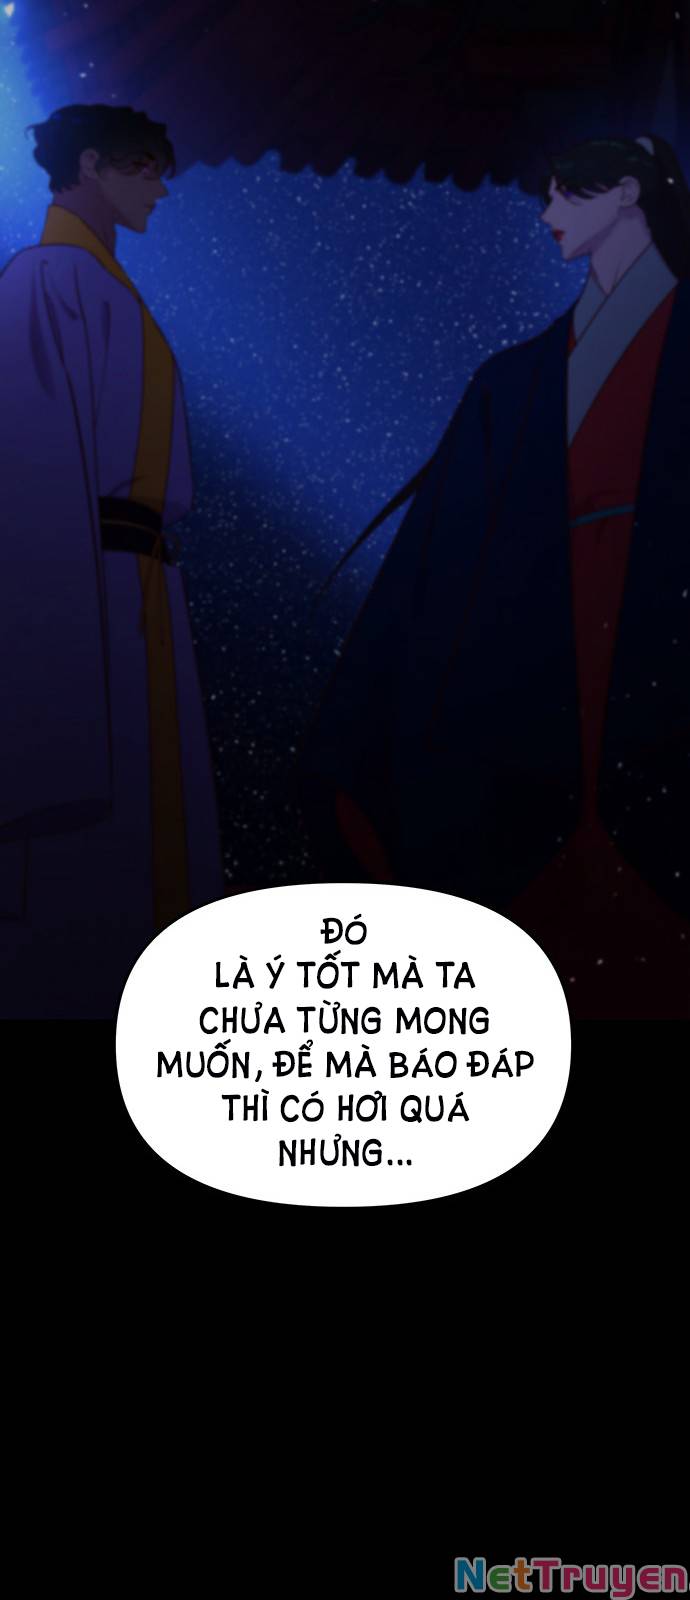 ĐÓ
LÀ Ý TỐT MÀ TA
CHƯA TỪNG MONG
MUỐN, ĐỂ MÀ BÁO ĐÁP
THÌ CÓ HƠI QUÁ
NHƯNG...
NETTRUYEN